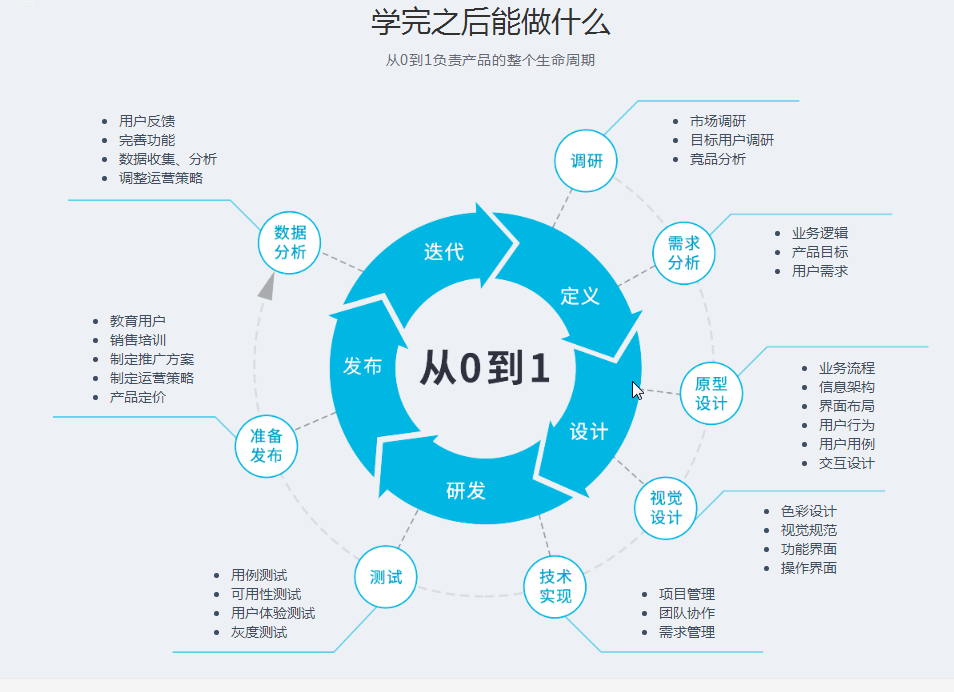 学完之后能做什么
从0到1负责产品的整个生命周期
调研
市场调研
目标用户调研
竞品分析
需求
分析
业务逻辑
产品目标
用户需求
原型
设计
业务流程
信息架构
界面布局
用户行为
用户用例
交互设计
视觉
设计
色彩设计
视觉规范
功能界面
操作界面
技术
实现
项目管理
团队协作
需求管理
测试
用例测试
可用性测试
用户体验测试
灰度测试
准备
发布
教育用户
销售培训
制定推广方案
制定运营策略
产品定价
数据
分析
用户反馈
完善功能
数据收集、分析
调整运营策略
定义
设计
研发
发布
迭代
从0到1